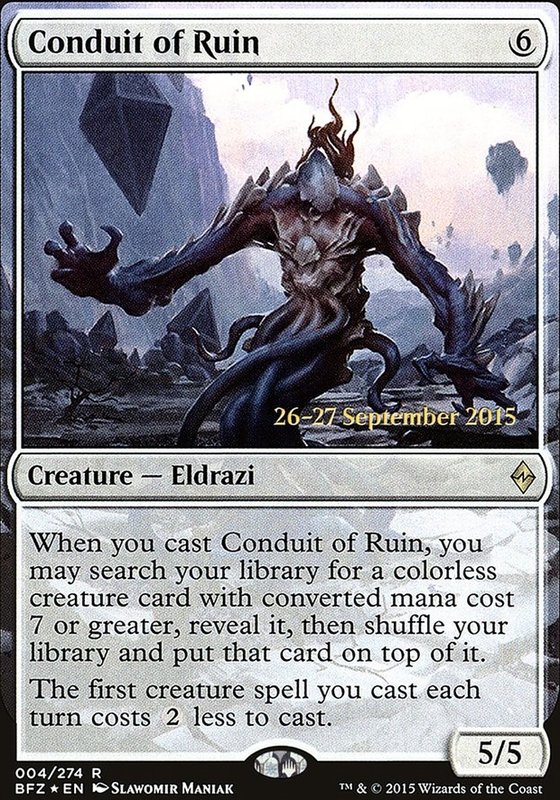 Conduit of Ruin 6
26–27 September 2015
Creature — Eldrazi
When you cast Conduit of Ruin, you
may search your library for a colorless
creature card with converted mana cost
7 or greater, reveal it, then shuffle your
library and put that card on top of it.
The first creature spell you cast each
turn costs 2 less to cast.
5/5
004/274 R
BFZ ★ EN Slawomir Maniak
™ & © 2015 Wizards of the Coast